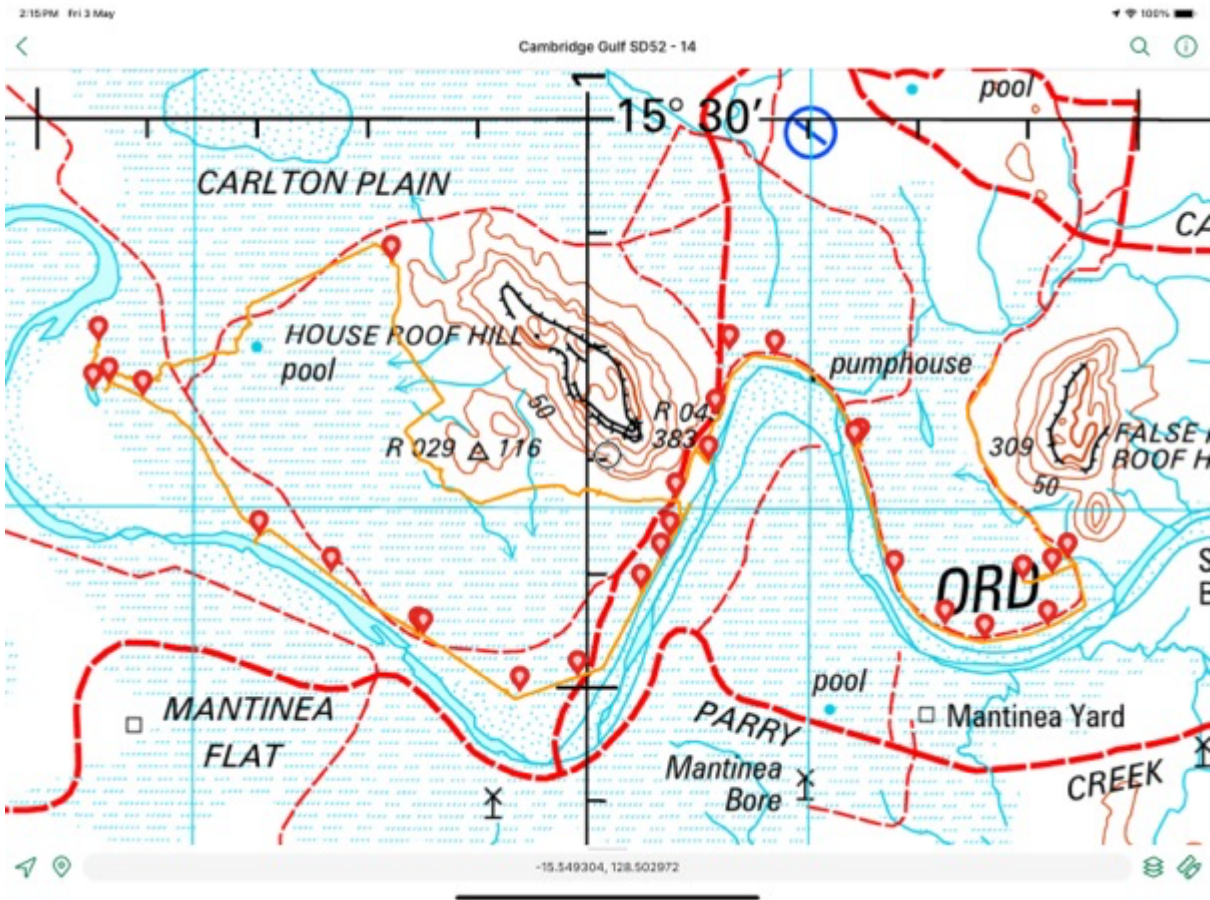 2:15PM Fri 3 May
100%
Cambridge Gulf SD52 - 14
pool
15° 30'
CARLTON PLAIN
CA
HOUSE ROOF HILL
pool
pumphouse
50
R 04
383
R 029 116
309
FALSE
ROOF H
50
ORD
S
B
pool
MANTINEA
FLAT
PARRY
Mantinea Yard
Mantinea
Bore
CREEK
-15.549304, 128.502972